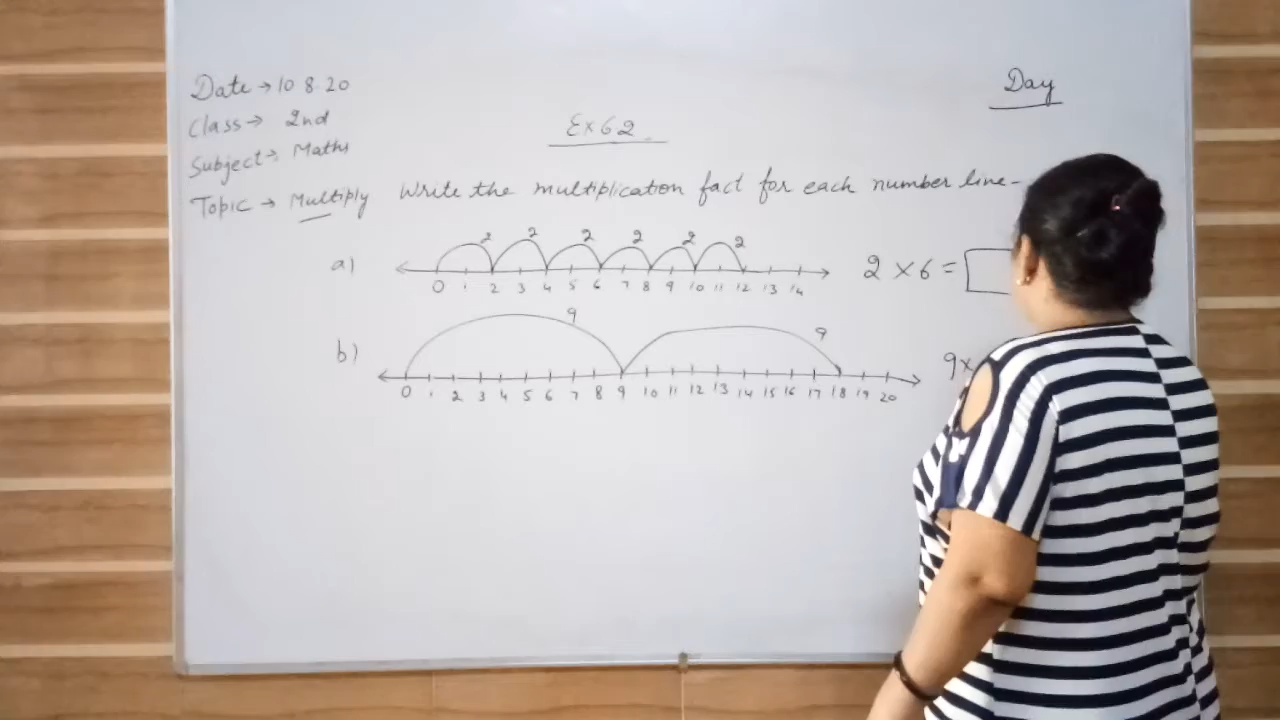 Date → 10 8 20
Day
Class → 2nd
Ex 6 2
Subject → Maths
Topic → Multiply
Write the multiplication fact for each number line-
2 2 2 2 2 2
a)
0 1 2 3 4 5 6 7 8 9 10 11 12 13 14
2 × 6 =
9 9
b)
0 1 2 3 4 5 6 7 8 9 10 11 12 13 14 15 16 17 18 19 20
9×